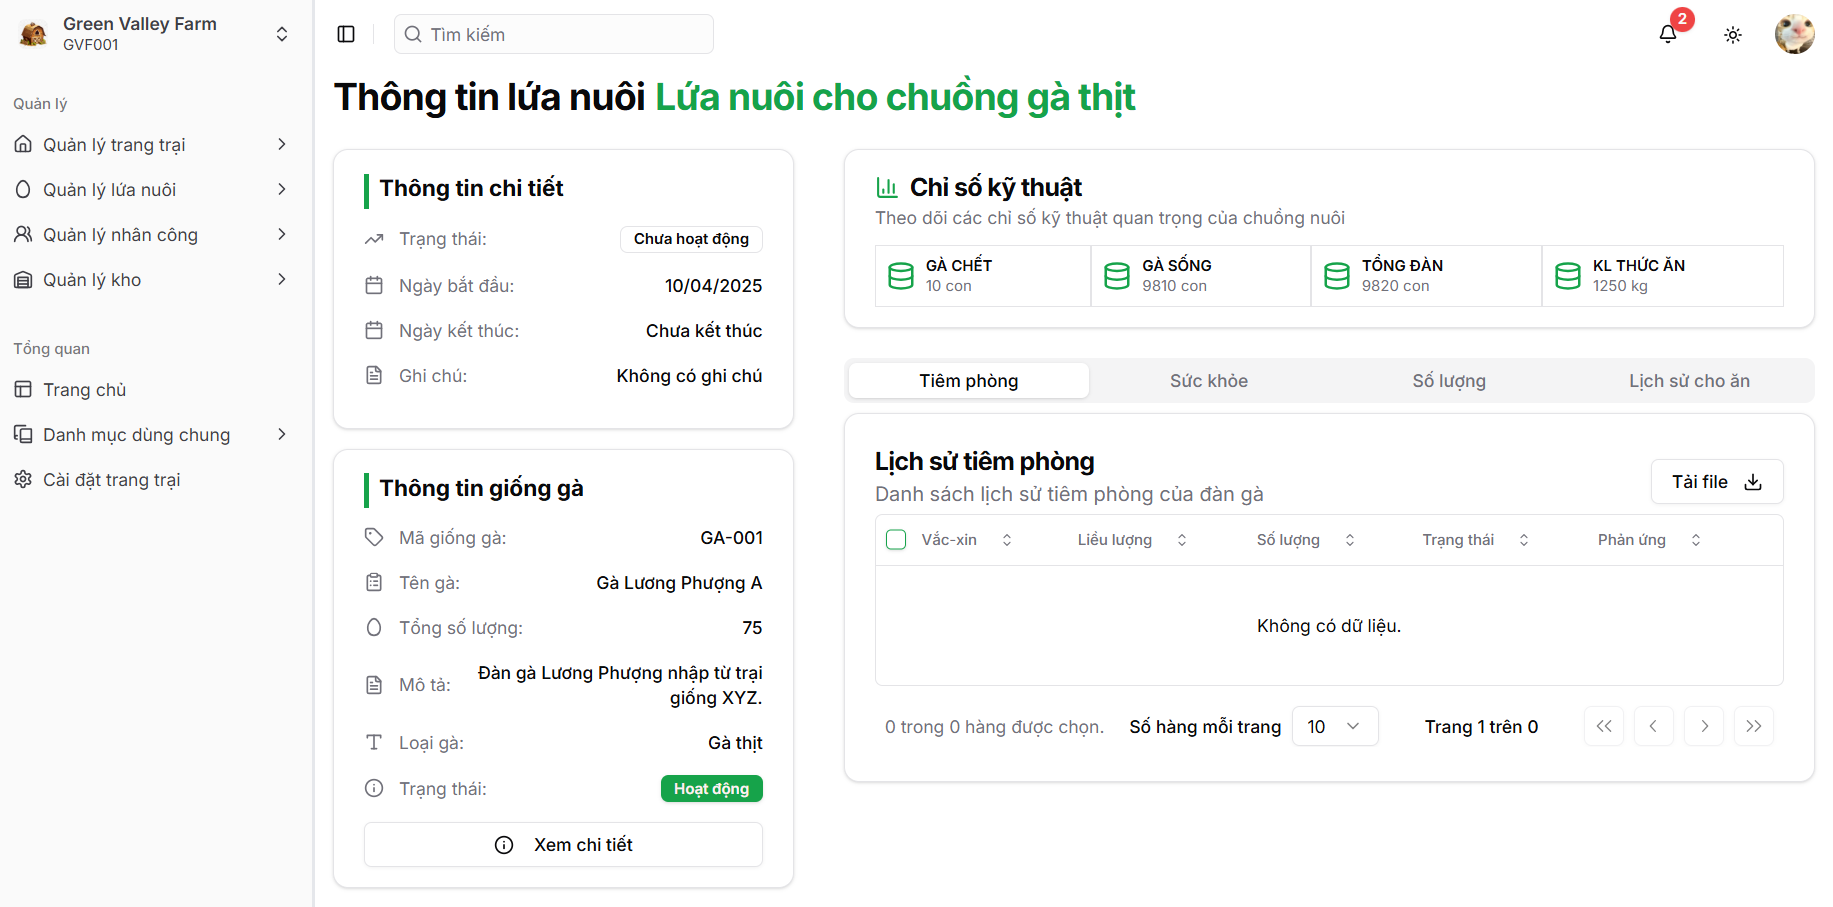 Green Valley Farm
GVF001
Quản lý
Quản lý trang trại
Quản lý lứa nuôi
Quản lý nhân công
Quản lý kho
Tổng quan
Trang chủ
Danh mục dùng chung
Cài đặt trang trại
Tìm kiếm
2
Thông tin lứa nuôi Lứa nuôi cho chuồng gà thịt
Thông tin chi tiết
Trạng thái: Chưa hoạt động
Ngày bắt đầu: 10/04/2025
Ngày kết thúc: Chưa kết thúc
Ghi chú: Không có ghi chú
Thông tin giống gà
Mã giống gà: GA-001
Tên gà: Gà Lương Phượng A
Tổng số lượng: 75
Mô tả: Đàn gà Lương Phượng nhập từ trại
giống XYZ.
Loại gà: Gà thịt
Trạng thái: Hoạt động
Xem chi tiết
Chỉ số kỹ thuật
Theo dõi các chỉ số kỹ thuật quan trọng của chuồng nuôi
GÀ CHẾT GÀ SỐNG TỔNG ĐÀN KL THỨC ĂN
10 con 9810 con 9820 con 1250 kg
Tiêm phòng Sức khỏe Số lượng Lịch sử cho ăn
Lịch sử tiêm phòng
Danh sách lịch sử tiêm phòng của đàn gà
Tải file
Vắc-xin Liều lượng Số lượng Trạng thái Phản ứng
Không có dữ liệu.
0 trong 0 hàng được chọn. Số hàng mỗi trang 10 Trang 1 trên 0